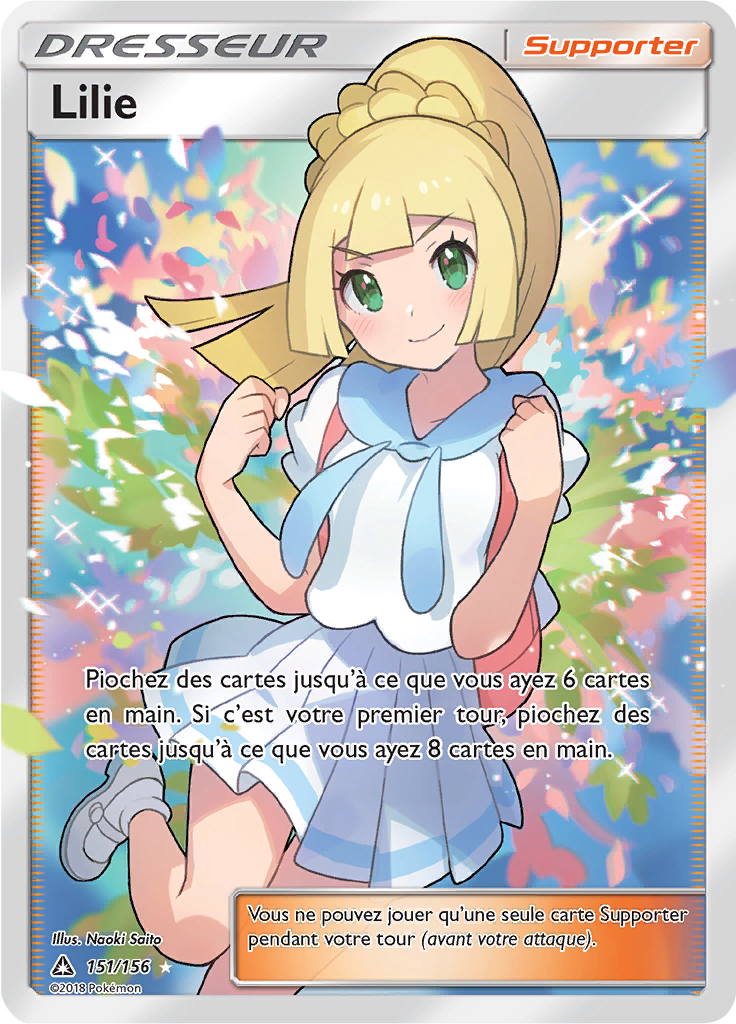 DRESSEUR
Supporter
Lilie
Piochez des cartes jusqu'à ce que vous ayez 6 cartes
en main. Si c'est votre premier tour, piochez des
cartes jusqu'à ce que vous ayez 8 cartes en main.
Vous ne pouvez jouer qu'une seule carte Supporter
pendant votre tour (avant votre attaque).
Illus. Naoki Saito
151/156
©2018 Pokémon